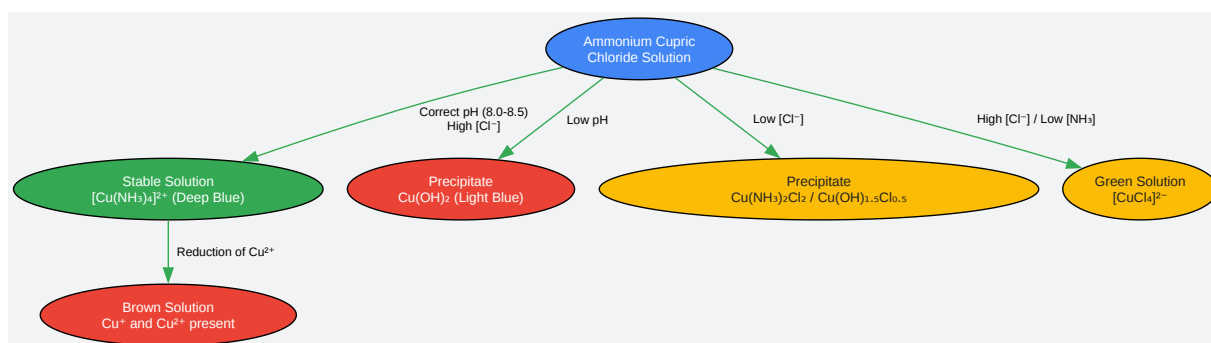 Ammonium Cupric
Chloride Solution
Correct pH (8.0-8.5)
High [Cl⁻]
Low pH
Low [Cl⁻]
High [Cl⁻] / Low [NH₃]
Stable Solution
[Cu(NH₃)₄]²⁺ (Deep Blue)
Precipitate
Cu(OH)₂ (Light Blue)
Precipitate
Cu(NH₃)₂Cl₂ / Cu(OH)₁.₅Cl₀.₅
Green Solution
[CuCl₄]²⁻
Reduction of Cu²⁺
Brown Solution
Cu⁺ and Cu²⁺ present